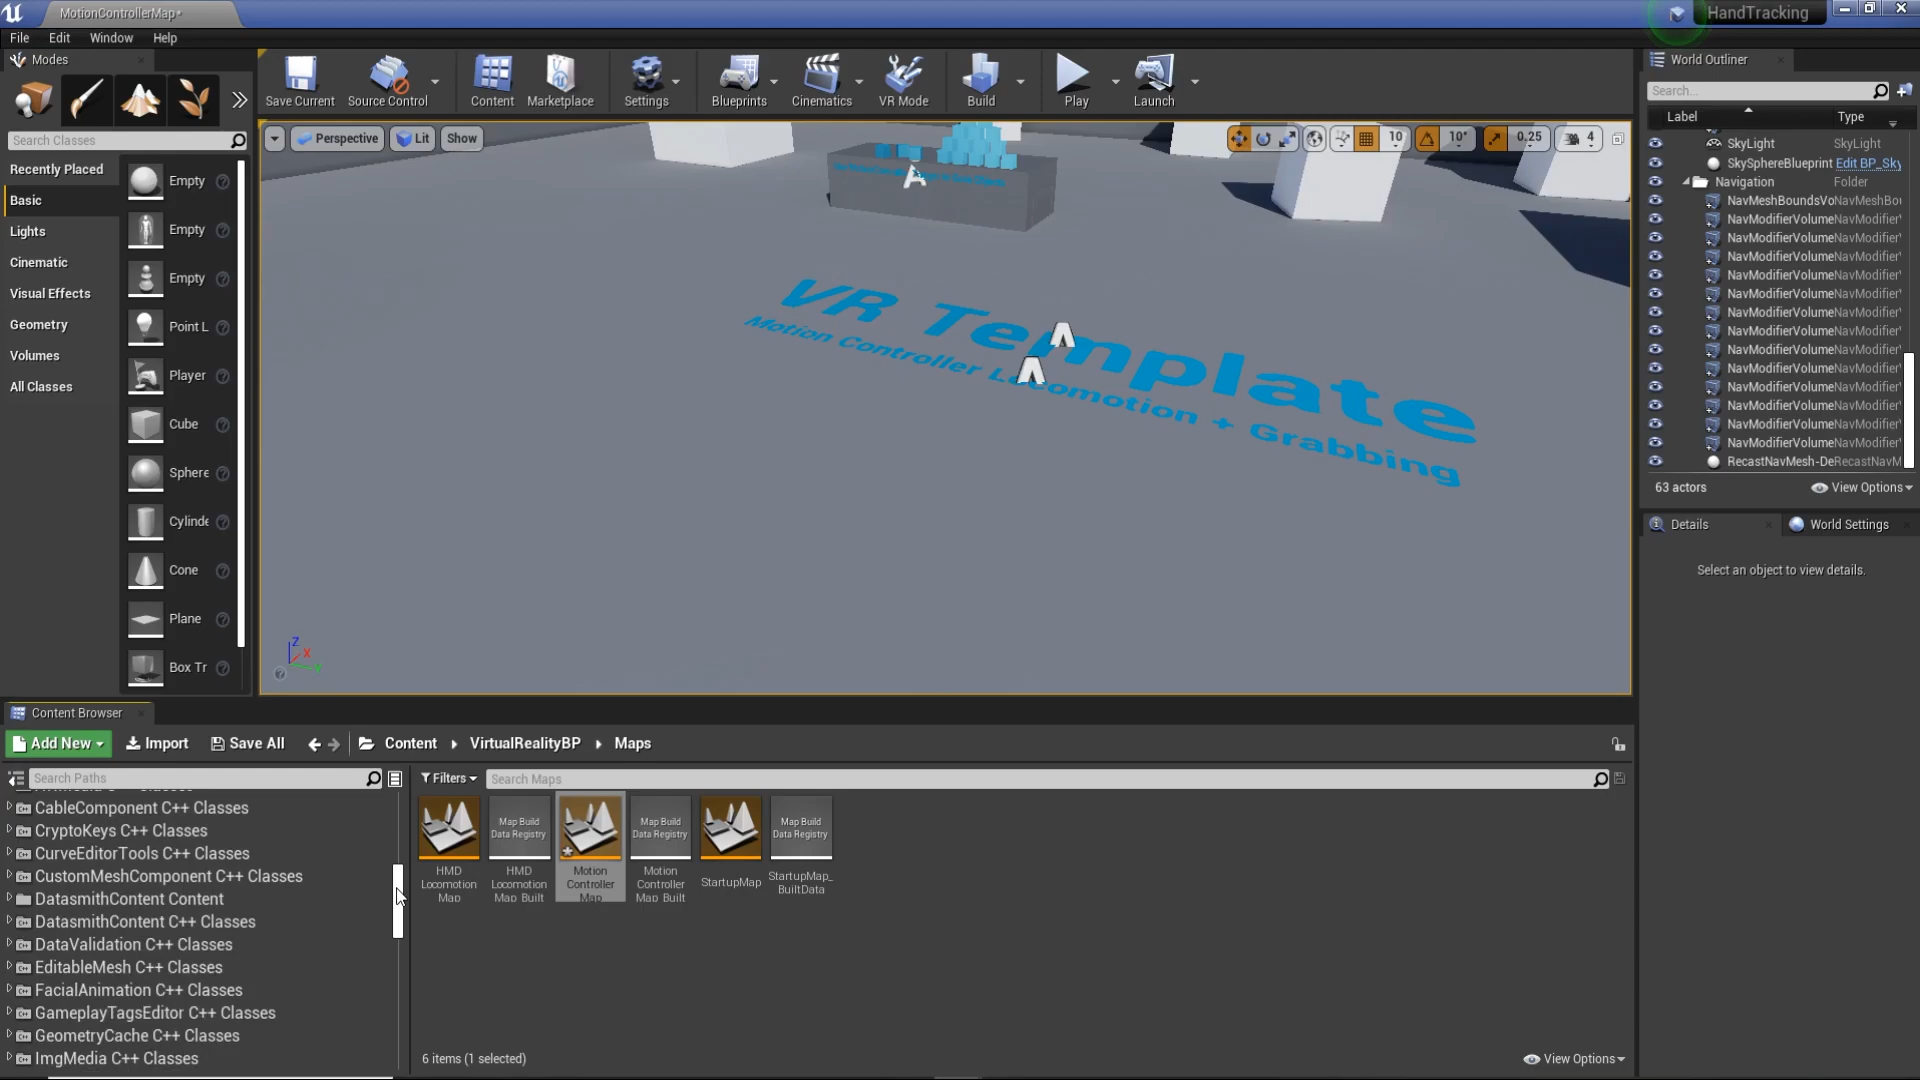 MotionControllerMap*
HandTracking
File Edit Window Help
Modes
Save Current
Source Control
Content
Marketplace
Settings
Blueprints
Cinematics
VR Mode
Build
Play
Launch
Search Classes
Recently Placed
Basic
Lights
Cinematic
Visual Effects
Geometry
Volumes
All Classes
Empty
Empty
Empty
Point L
Player
Cube
Sphere
Cylinde
Cone
Plane
Box Tr
Perspective
Lit
Show
10
10°
0.25
4
VR Template
Motion Controller Locomotion + Grabbing
Z
X
World Outliner
Search...
Label Type
SkyLight SkyLight
SkySphereBlueprint Edit BP_Sky
Navigation Folder
NavMeshBoundsVo NavMeshBou
NavModifierVolume NavModifier
NavModifierVolume NavModifier
NavModifierVolume NavModifier
NavModifierVolume NavModifier
NavModifierVolume NavModifier
NavModifierVolume NavModifier
NavModifierVolume NavModifier
NavModifierVolume NavModifier
NavModifierVolume NavModifier
NavModifierVolume NavModifier
NavModifierVolume NavModifier
NavModifierVolume NavModifier
NavModifierVolume NavModifier
RecastNavMesh-De RecastNavM
63 actors
View Options
Details
World Settings
Select an object to view details.
Content Browser
Add New
Import
Save All
Content
VirtualRealityBP
Maps
Search Paths
Filters
Search Maps
CableComponent C++ Classes
CryptoKeys C++ Classes
CurveEditorTools C++ Classes
CustomMeshComponent C++ Classes
DatasmithContent Content
DatasmithContent C++ Classes
DataValidation C++ Classes
EditableMesh C++ Classes
FacialAnimation C++ Classes
GameplayTagsEditor C++ Classes
GeometryCache C++ Classes
ImgMedia C++ Classes
HMD
Locomotion
Map
Map Build
Data Registry
HMD
Locomotion
Map Built
Motion
Controller
Map
Map Build
Data Registry
Motion
Controller
Map Built
StartupMap
Map Build
Data Registry
StartupMap_
BuiltData
6 items (1 selected)
View Options